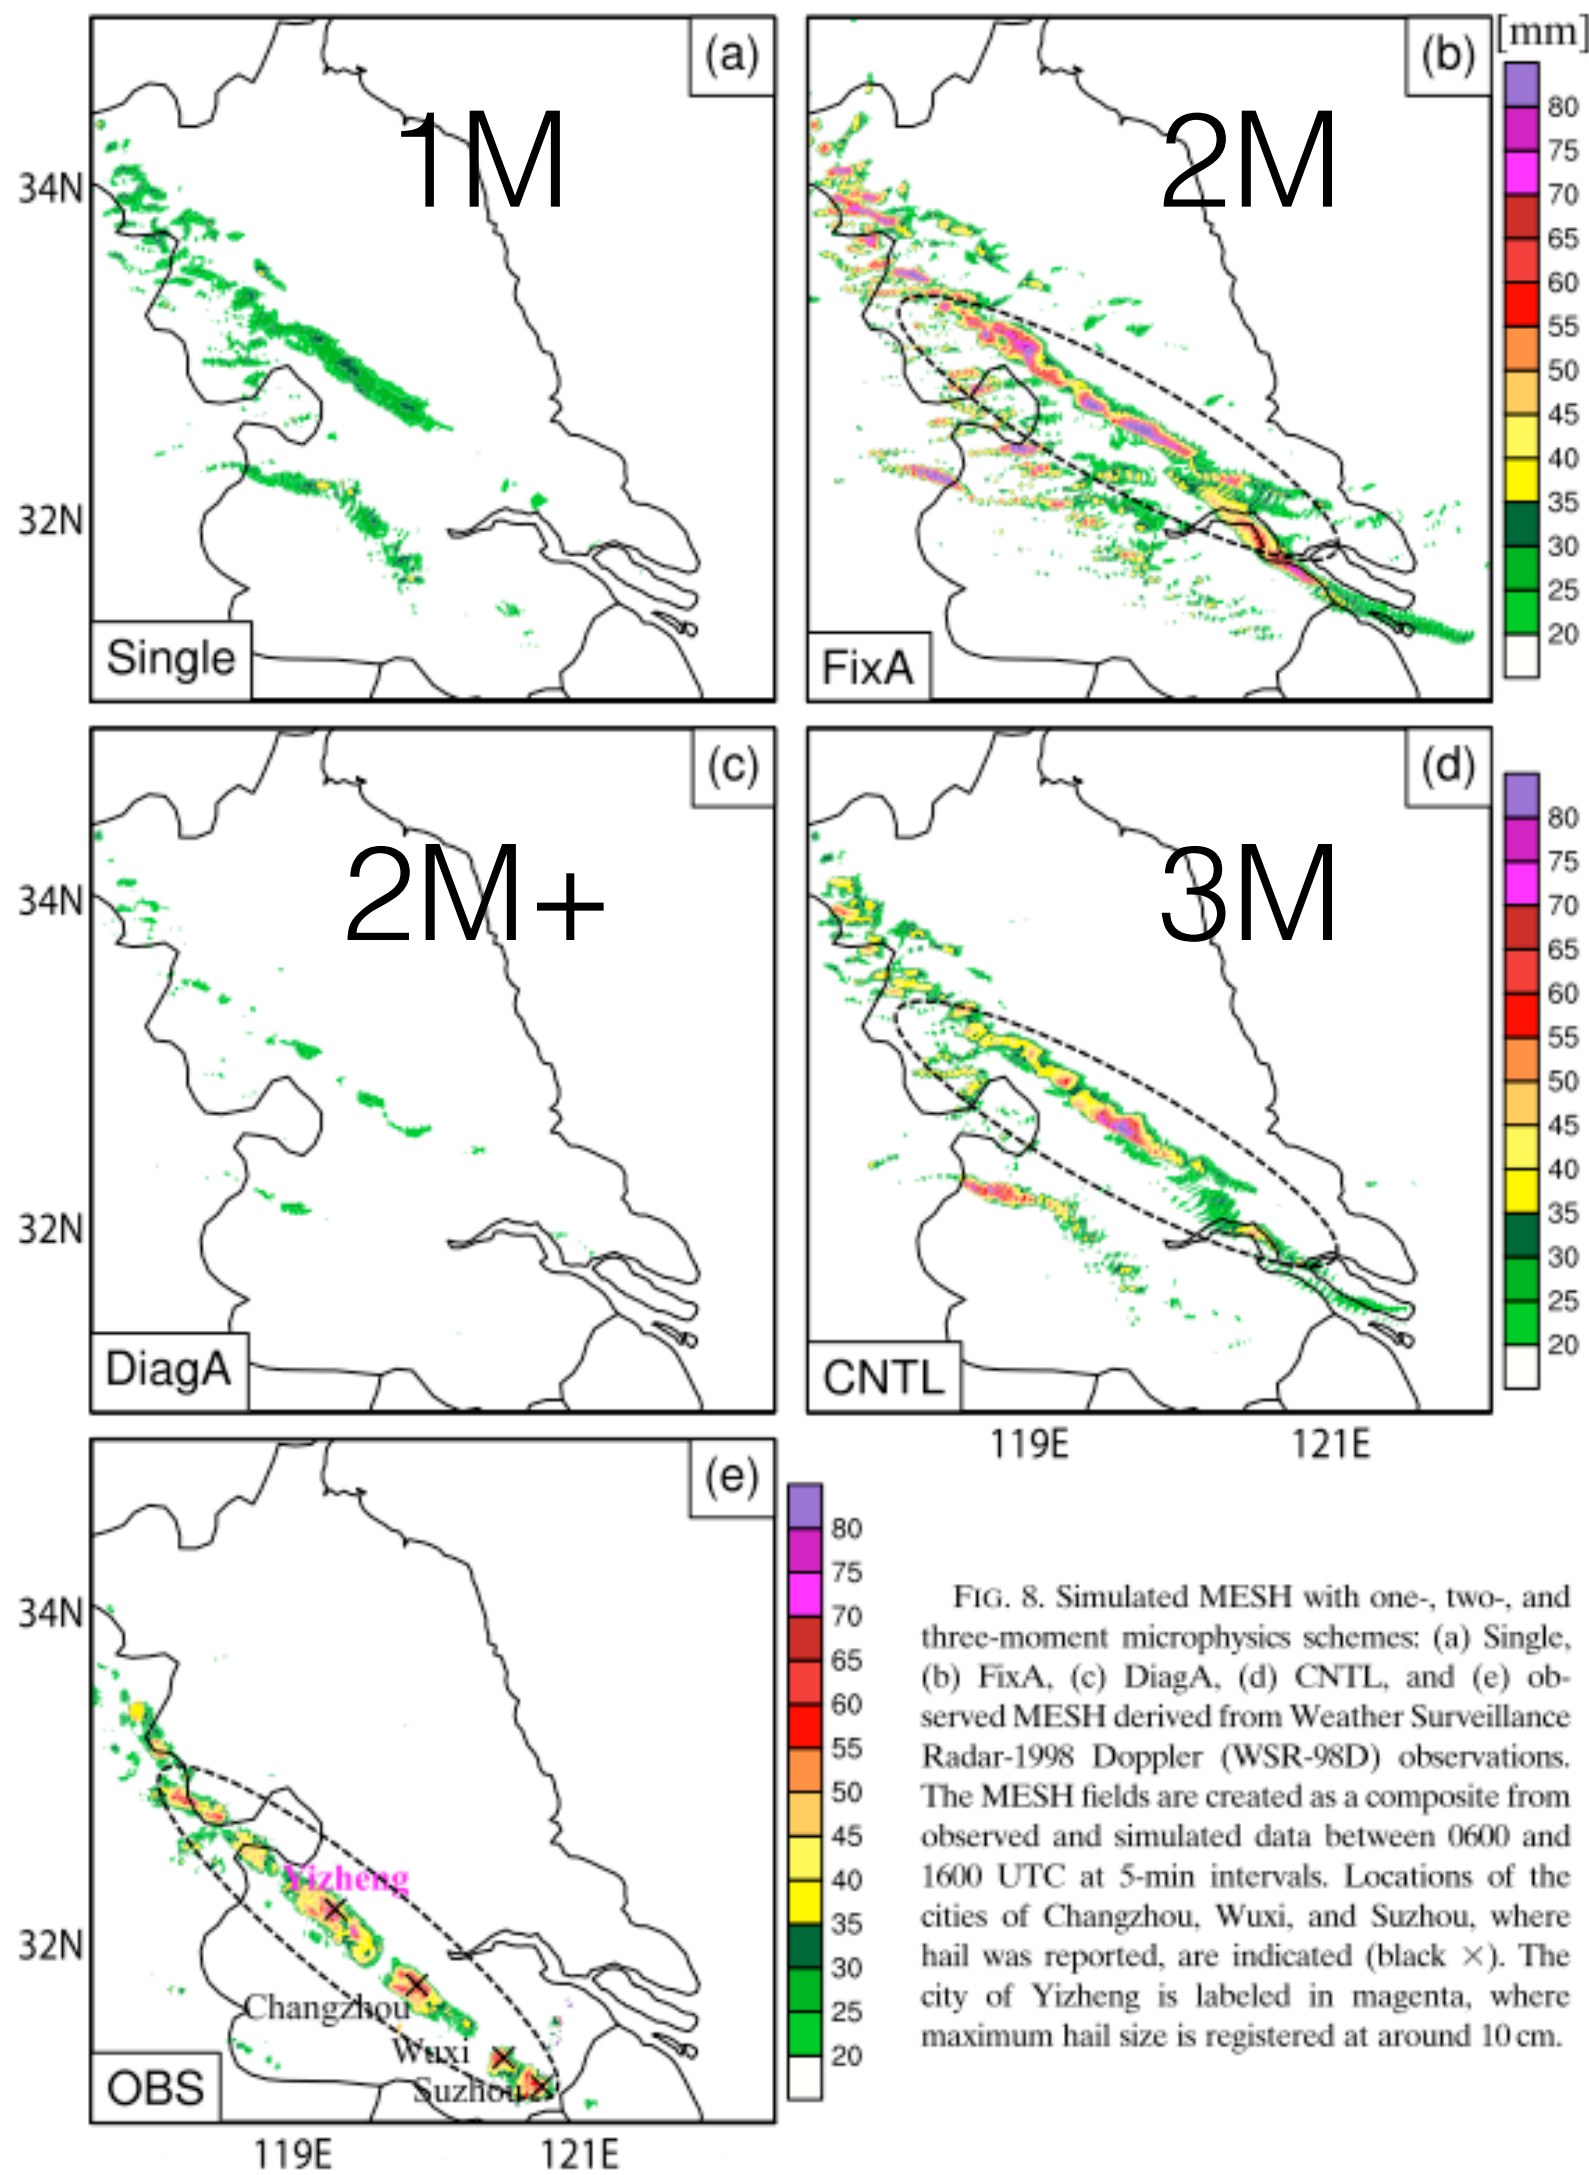 (a)
1M
34N
32N
Single
(b)
[mm]
2M
80
75
70
65
60
55
50
45
40
35
30
25
20
FixA
(c)
2M+
34N
32N
DiagA
(d)
3M
80
75
70
65
60
55
50
45
40
35
30
25
20
CNTL
119E 121E
(e)
34N
32N
Yizheng
Changzhou
Wuxi
Suzhou
OBS
119E 121E
80
75
70
65
60
55
50
45
40
35
30
25
20
FIG. 8. Simulated MESH with one-, two-, and
three-moment microphysics schemes: (a) Single,
(b) FixA, (c) DiagA, (d) CNTL, and (e) ob-
served MESH derived from Weather Surveillance
Radar-1998 Doppler (WSR-98D) observations.
The MESH fields are created as a composite from
observed and simulated data between 0600 and
1600 UTC at 5-min intervals. Locations of the
cities of Changzhou, Wuxi, and Suzhou, where
hail was reported, are indicated (black ×). The
city of Yizheng is labeled in magenta, where
maximum hail size is registered at around 10 cm.